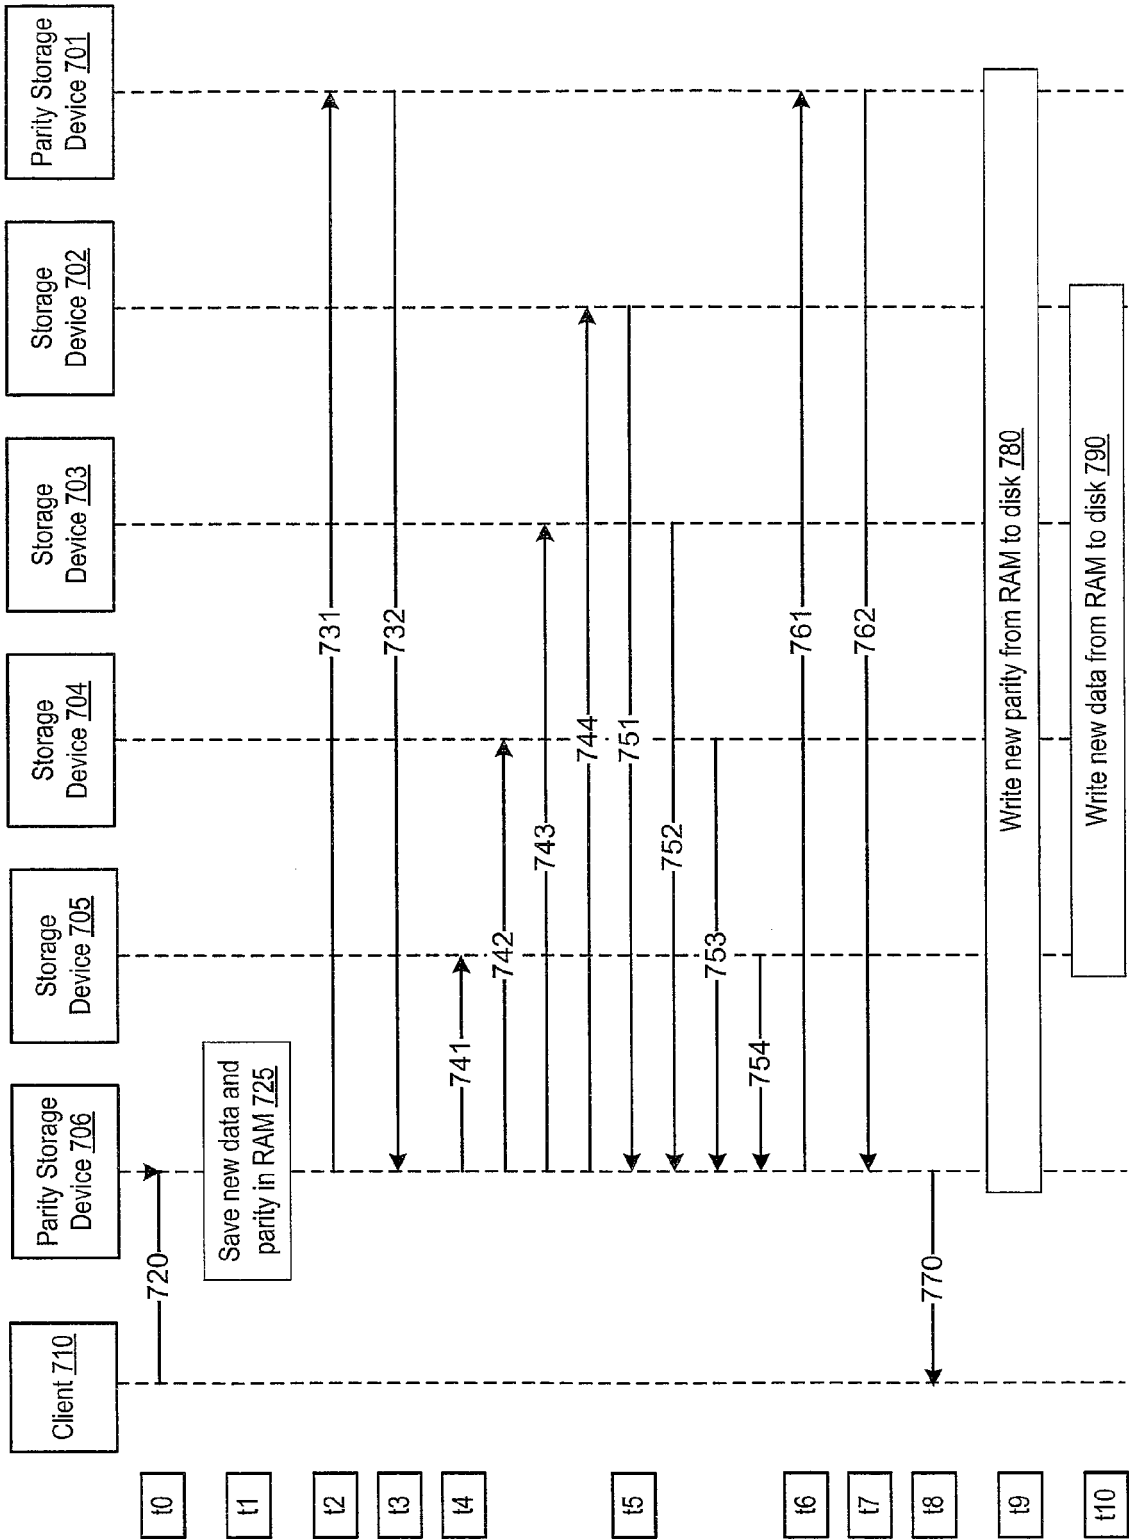 Client 710
Parity Storage
Device 706
Storage
Device 705
Storage
Device 704
Storage
Device 703
Storage
Device 702
Parity Storage
Device 701
t0
720
t1
Save new data and
parity in RAM 725
t2
731
t3
732
t4
741
742
743
744
t5
751
752
753
754
t6
761
t7
762
t8
770
t9
Write new parity from RAM to disk 780
t10
Write new data from RAM to disk 790